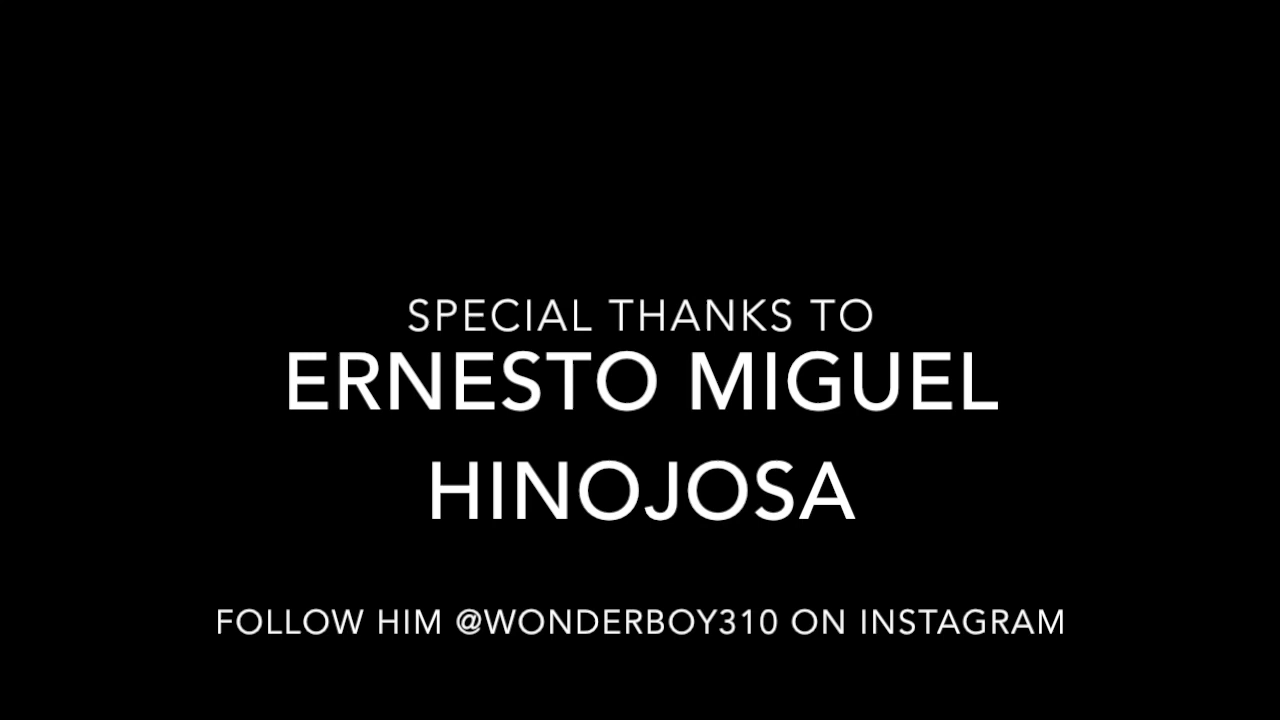 SPECIAL THANKS TO
ERNESTO MIGUEL
HINOJOSA
FOLLOW HIM @WONDERBOY310 ON INSTAGRAM